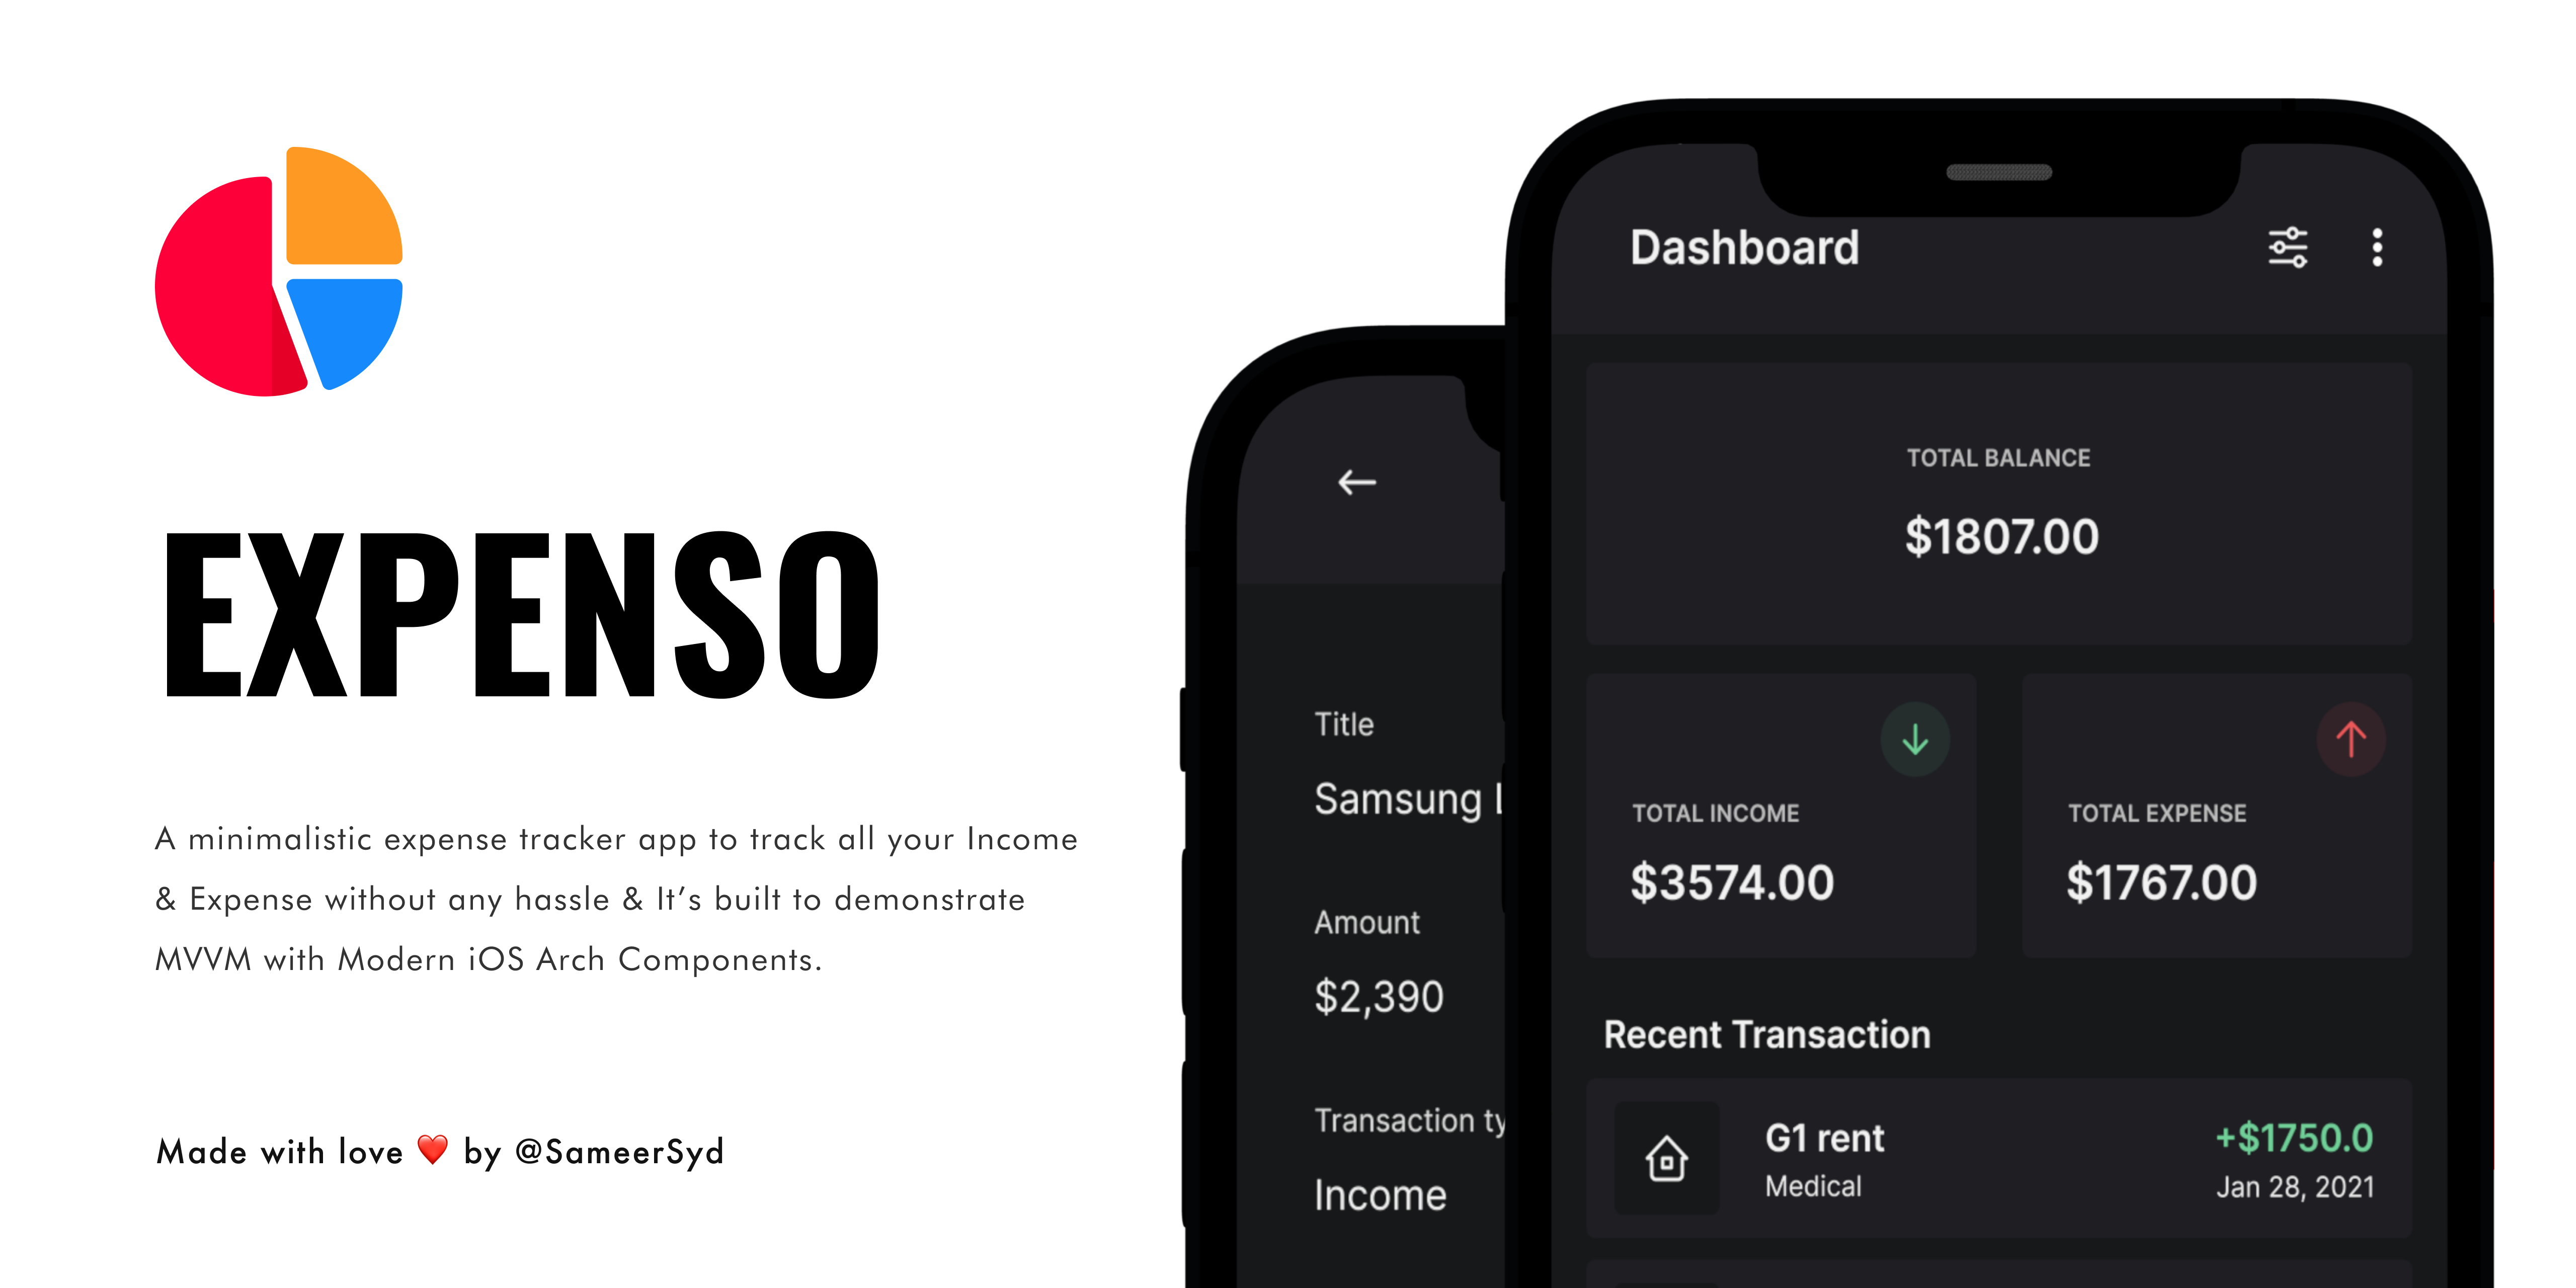 EXPENSO
A minimalistic expense tracker app to track all your Income
& Expense without any hassle & It’s built to demonstrate
MVVM with Modern iOS Arch Components.
Made with love ❤️ by @SameerSyd
Title
Samsung
Amount
$2,390
Transaction
Income
Dashboard
TOTAL BALANCE
$1807.00
TOTAL INCOME
$3574.00
TOTAL EXPENSE
$1767.00
Recent Transaction
G1 rent
+$1750.0
Medical
Jan 28, 2021